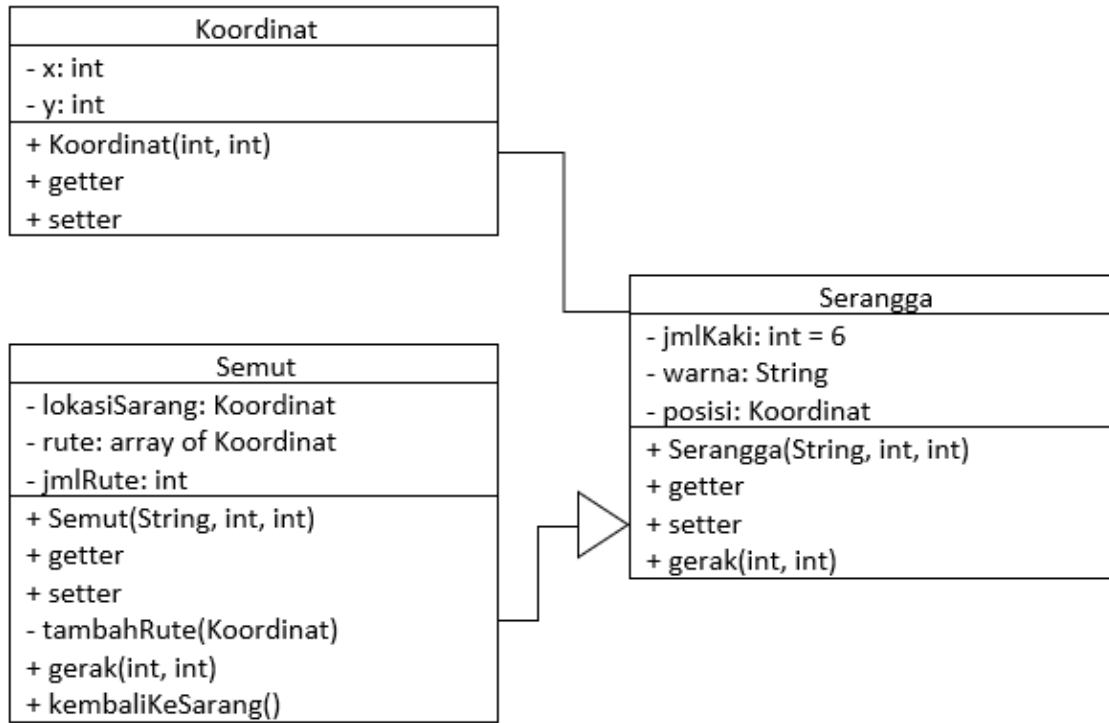 Koordinat
- x: int
- y: int
+ Koordinat(int, int)
+ getter
+ setter
Semut
- lokasiSarang: Koordinat
- rute: array of Koordinat
- jmlRute: int
+ Semut(String, int, int)
+ getter
+ setter
- tambahRute(Koordinat)
+ gerak(int, int)
+ kembaliKeSarang()
Serangga
- jmlKaki: int = 6
- warna: String
- posisi: Koordinat
+ Serangga(String, int, int)
+ getter
+ setter
+ gerak(int, int)